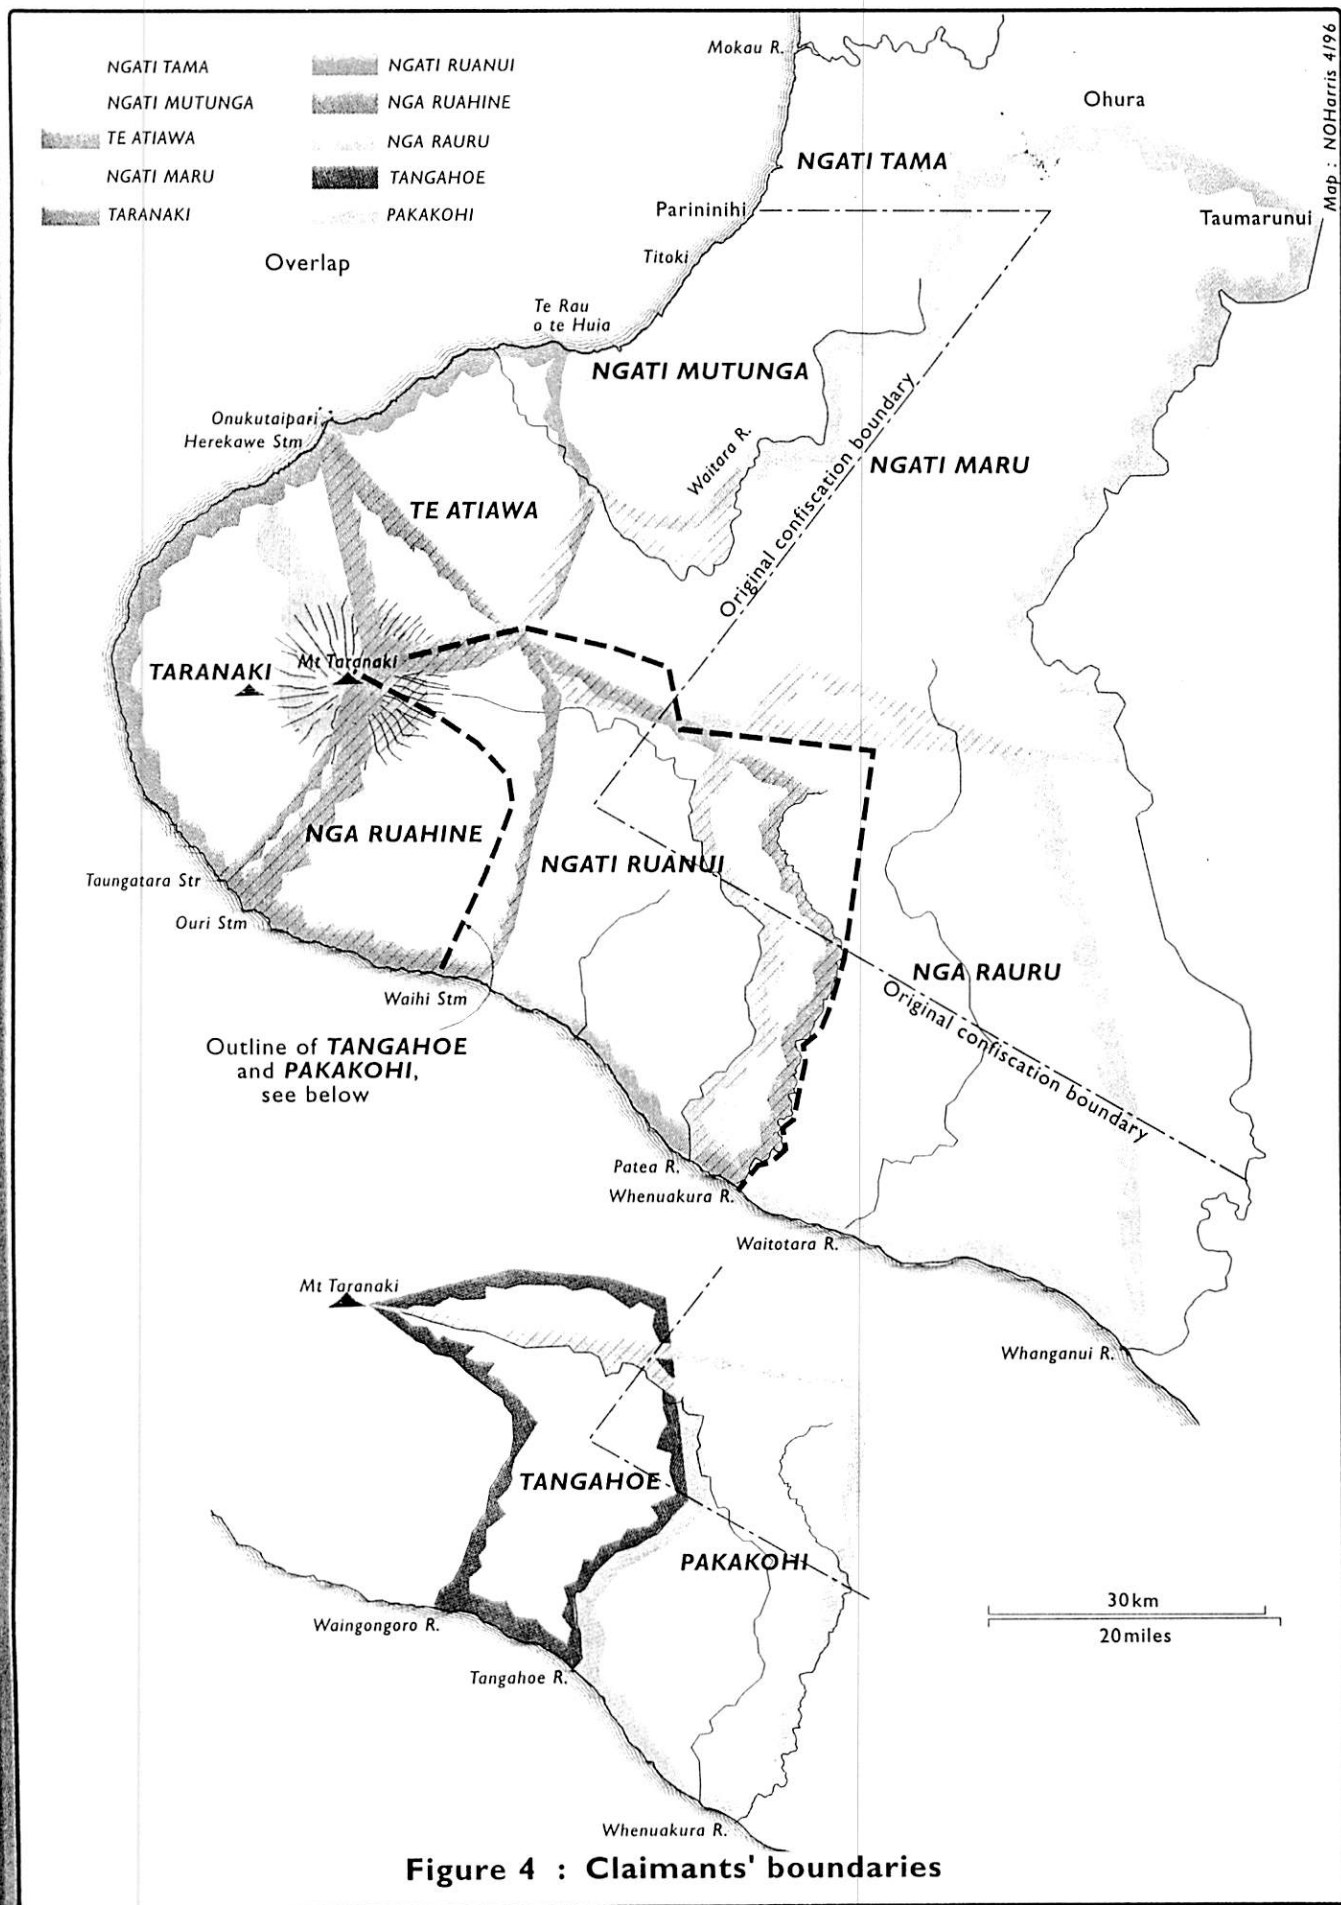 NGATI TAMA
NGATI MUTUNGA
TE ATIAWA
NGATI MARU
TARANAKI
NGATI RUANUI
NGA RUAHINE
NGA RAURU
TANGAHOE
PAKAKOHI
Overlap
Map : NOHarris 4/96
Mokau R.
Ohura
NGATI TAMA
Parininihi
Taumarunui
Titoki
Te Rau
o te Huia
NGATI MUTUNGA
Onukutaipari
Herekawe Stm
Waitara R.
Original confiscation boundary
NGATI MARU
TE ATIAWA
TARANAKI
Mt Taranaki
NGA RUAHINE
NGATI RUANUI
Taungatara Str
Ouri Stm
Waihi Stm
NGA RAURU
Original confiscation boundary
Outline of TANGAHOE
and PAKAKOHI,
see below
Patea R.
Whenuakura R.
Waitotara R.
Whanganui R.
Mt Taranaki
TANGAHOE
PAKAKOHI
Waingongoro R.
Tangahoe R.
Whenuakura R.
30km
20miles
Figure 4 : Claimants' boundaries